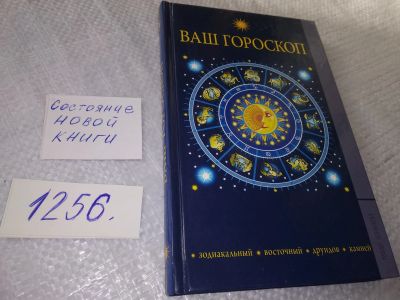 ВАШ ГОРОСКОП
Состояние
НОВОЙ
КНИГИ
1256.
• зодиакальный • восточный • друидов • камней